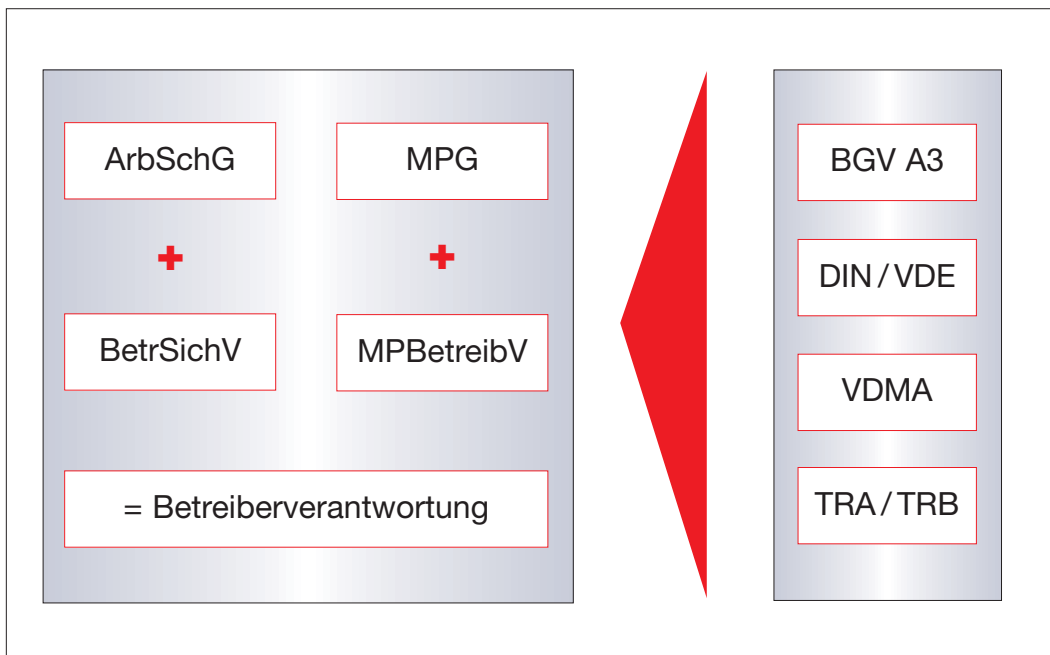 ArbSchG
MPG
+
+
BetrSichV
MPBetreibV
= Betreiberverantwortung
BGV A3
DIN / VDE
VDMA
TRA / TRB